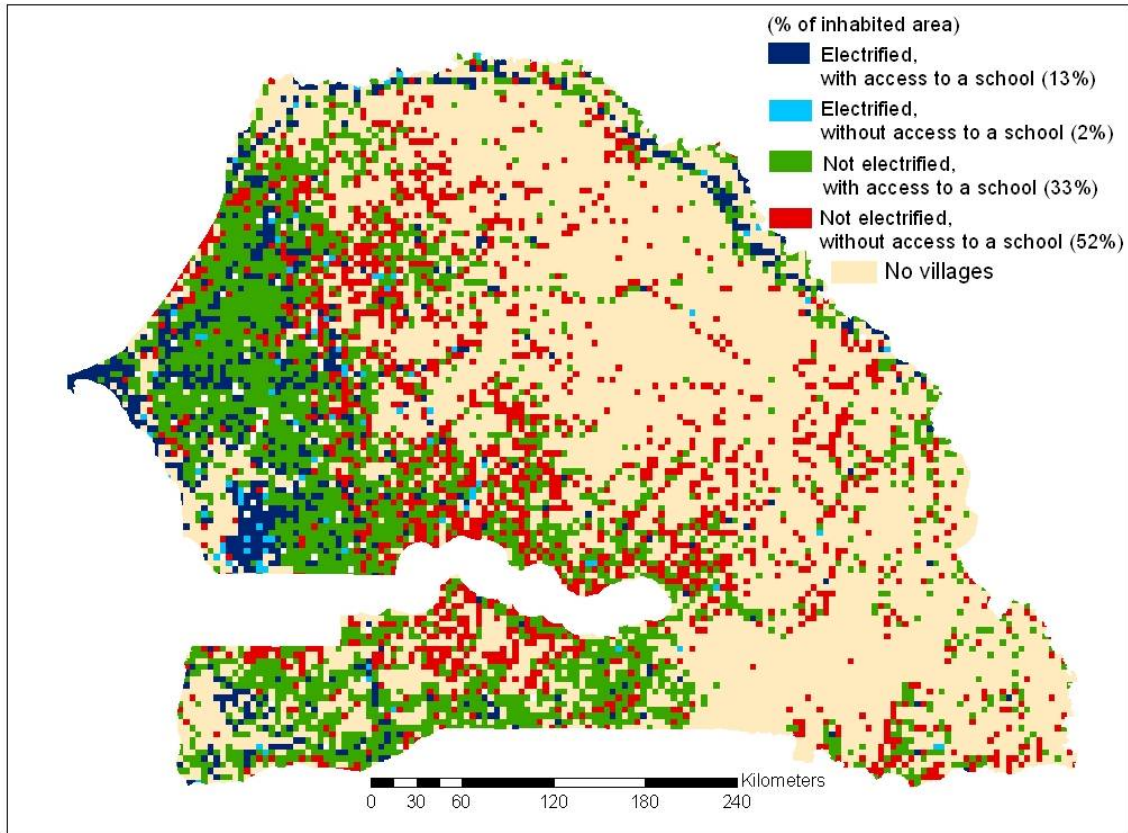 (% of inhabited area)
Electrified,
with access to a school (13%)
Electrified,
without access to a school (2%)
Not electrified,
with access to a school (33%)
Not electrified,
without access to a school (52%)
No villages
Kilometers
0 30 60 120 180 240